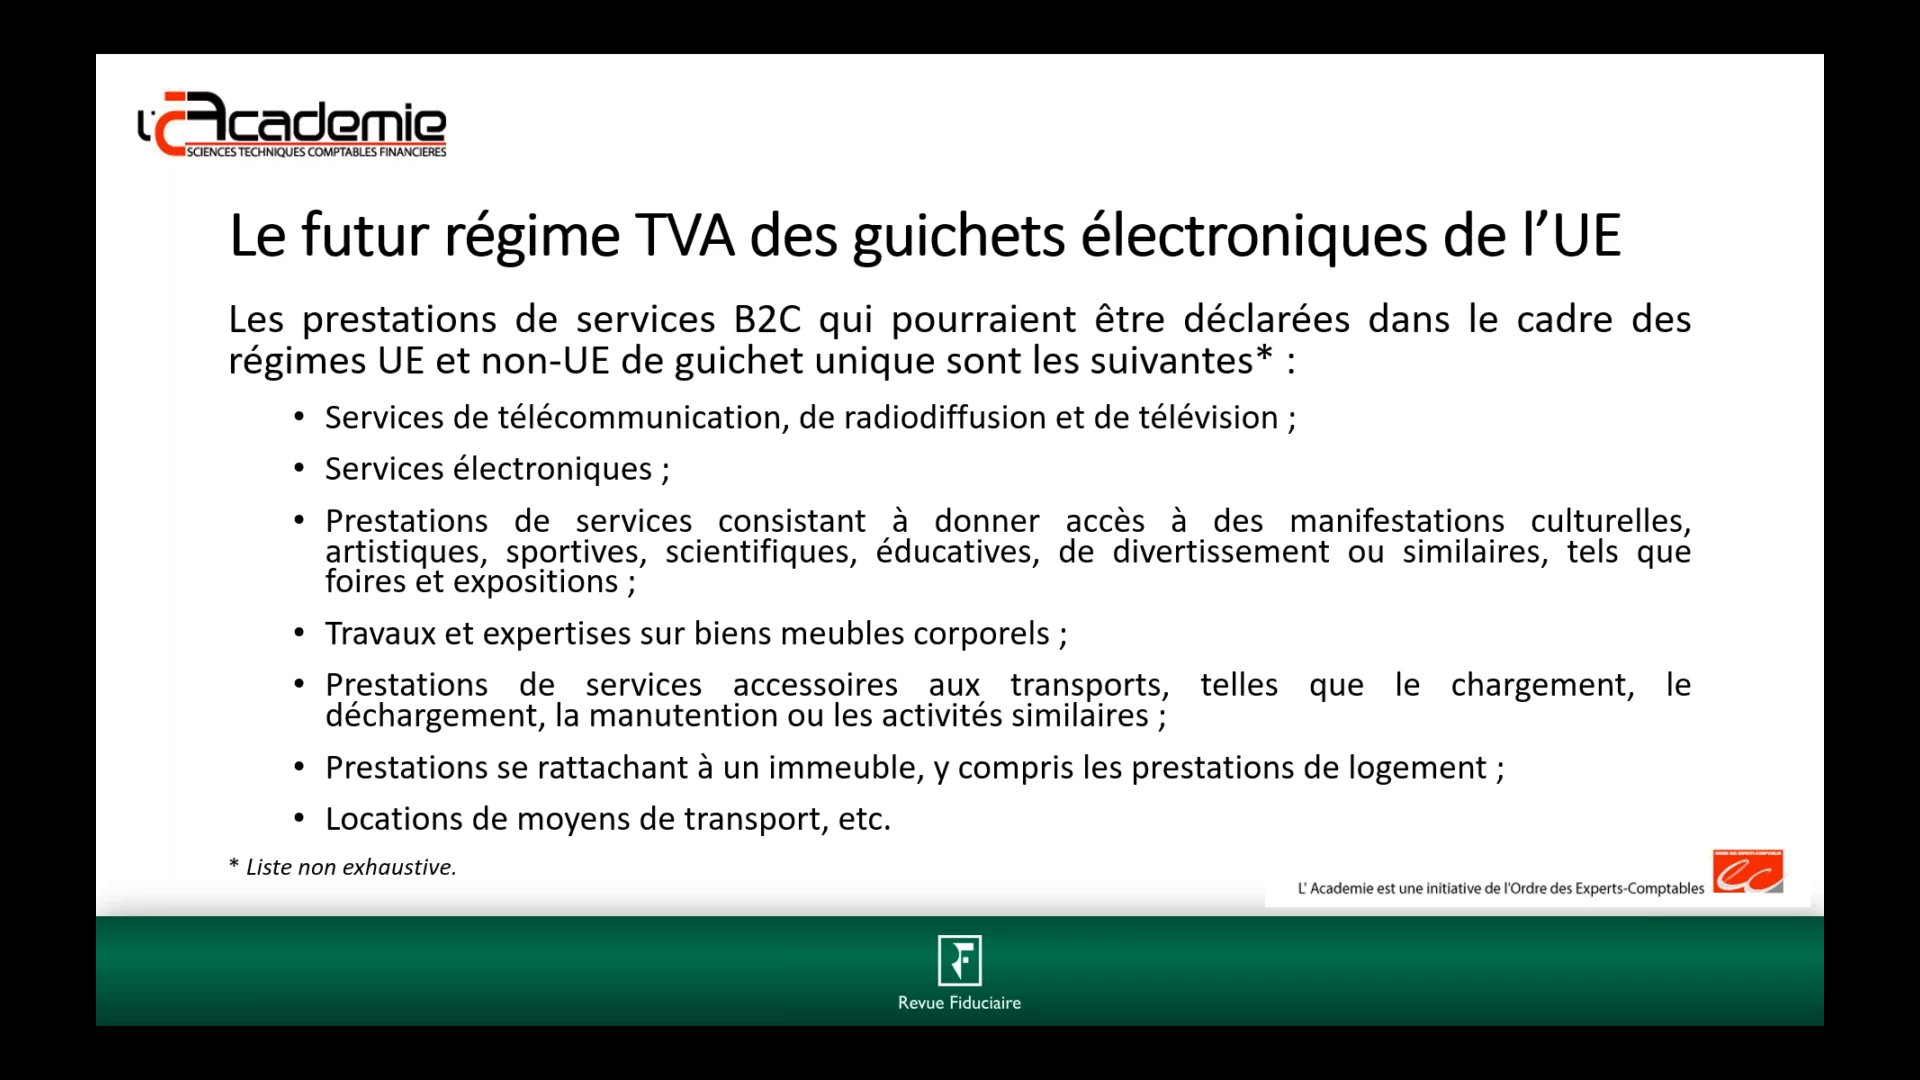 L'Academie
SCIENCES TECHNIQUES COMPTABLES FINANCIERES
Le futur régime TVA des guichets électroniques de l’UE
Les prestations de services B2C qui pourraient être déclarées dans le cadre des
régimes UE et non-UE de guichet unique sont les suivantes* :
• Services de télécommunication, de radiodiffusion et de télévision ;
• Services électroniques ;
• Prestations de services consistant à donner accès à des manifestations culturelles,
artistiques, sportives, scientifiques, éducatives, de divertissement ou similaires, tels que
foires et expositions ;
• Travaux et expertises sur biens meubles corporels ;
• Prestations de services accessoires aux transports, telles que le chargement, le
déchargement, la manutention ou les activités similaires ;
• Prestations se rattachant à un immeuble, y compris les prestations de logement ;
• Locations de moyens de transport, etc.
* Liste non exhaustive.
L' Academie est une initiative de l'Ordre des Experts-Comptables
ORDRE DES EXPERTS-COMPTABLES
ec
RF
Revue Fiduciaire